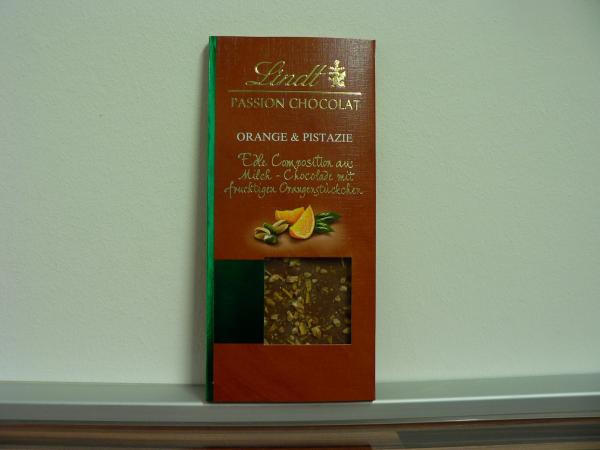 Lindt
PASSION CHOCOLAT
ORANGE & PISTAZIE
Edle Composition aus
Milch - Chocolade mit
fruchtigen Orangenstückchen